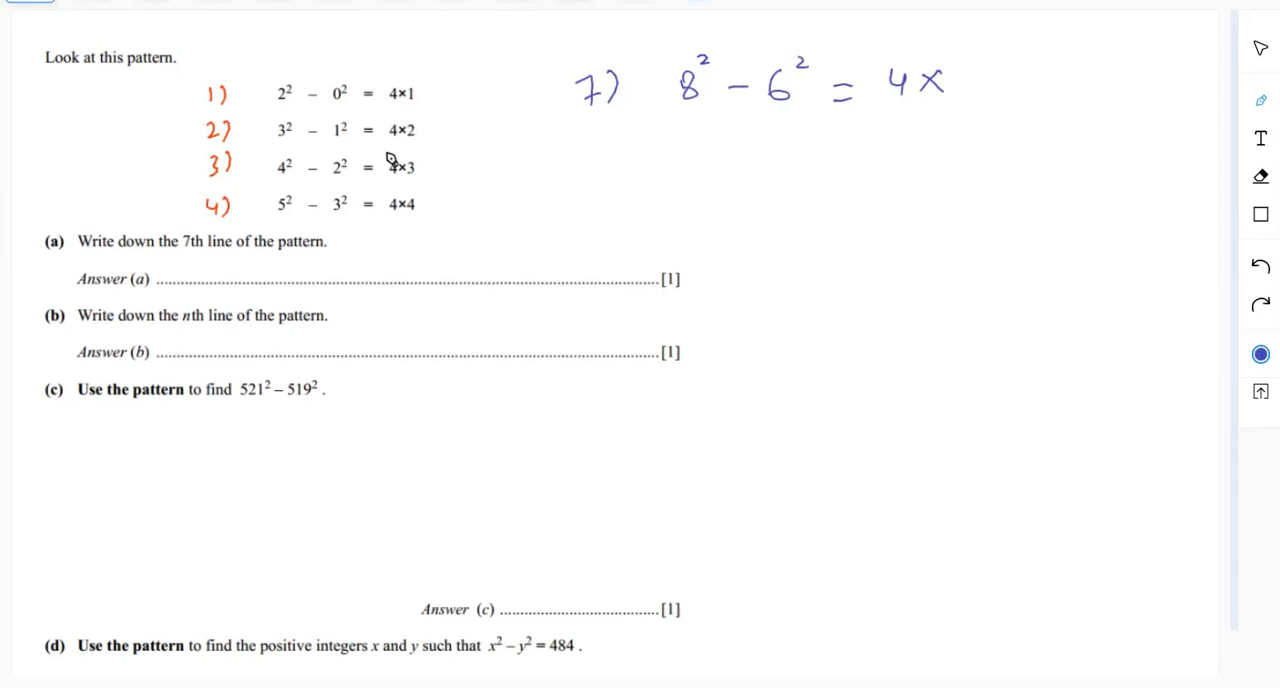 Look at this pattern.
7) 8² - 6² = 4×
1) 2² – 0² = 4×1
2) 3² – 1² = 4×2
3) 4² – 2² = 4×3
4) 5² – 3² = 4×4
(a) Write down the 7th line of the pattern.
Answer (a) ........................................ [1]
(b) Write down the nth line of the pattern.
Answer (b) ........................................ [1]
(c) Use the pattern to find 521² – 519² .
Answer (c) ........................................ [1]
(d) Use the pattern to find the positive integers x and y such that x² – y² = 484 .
T